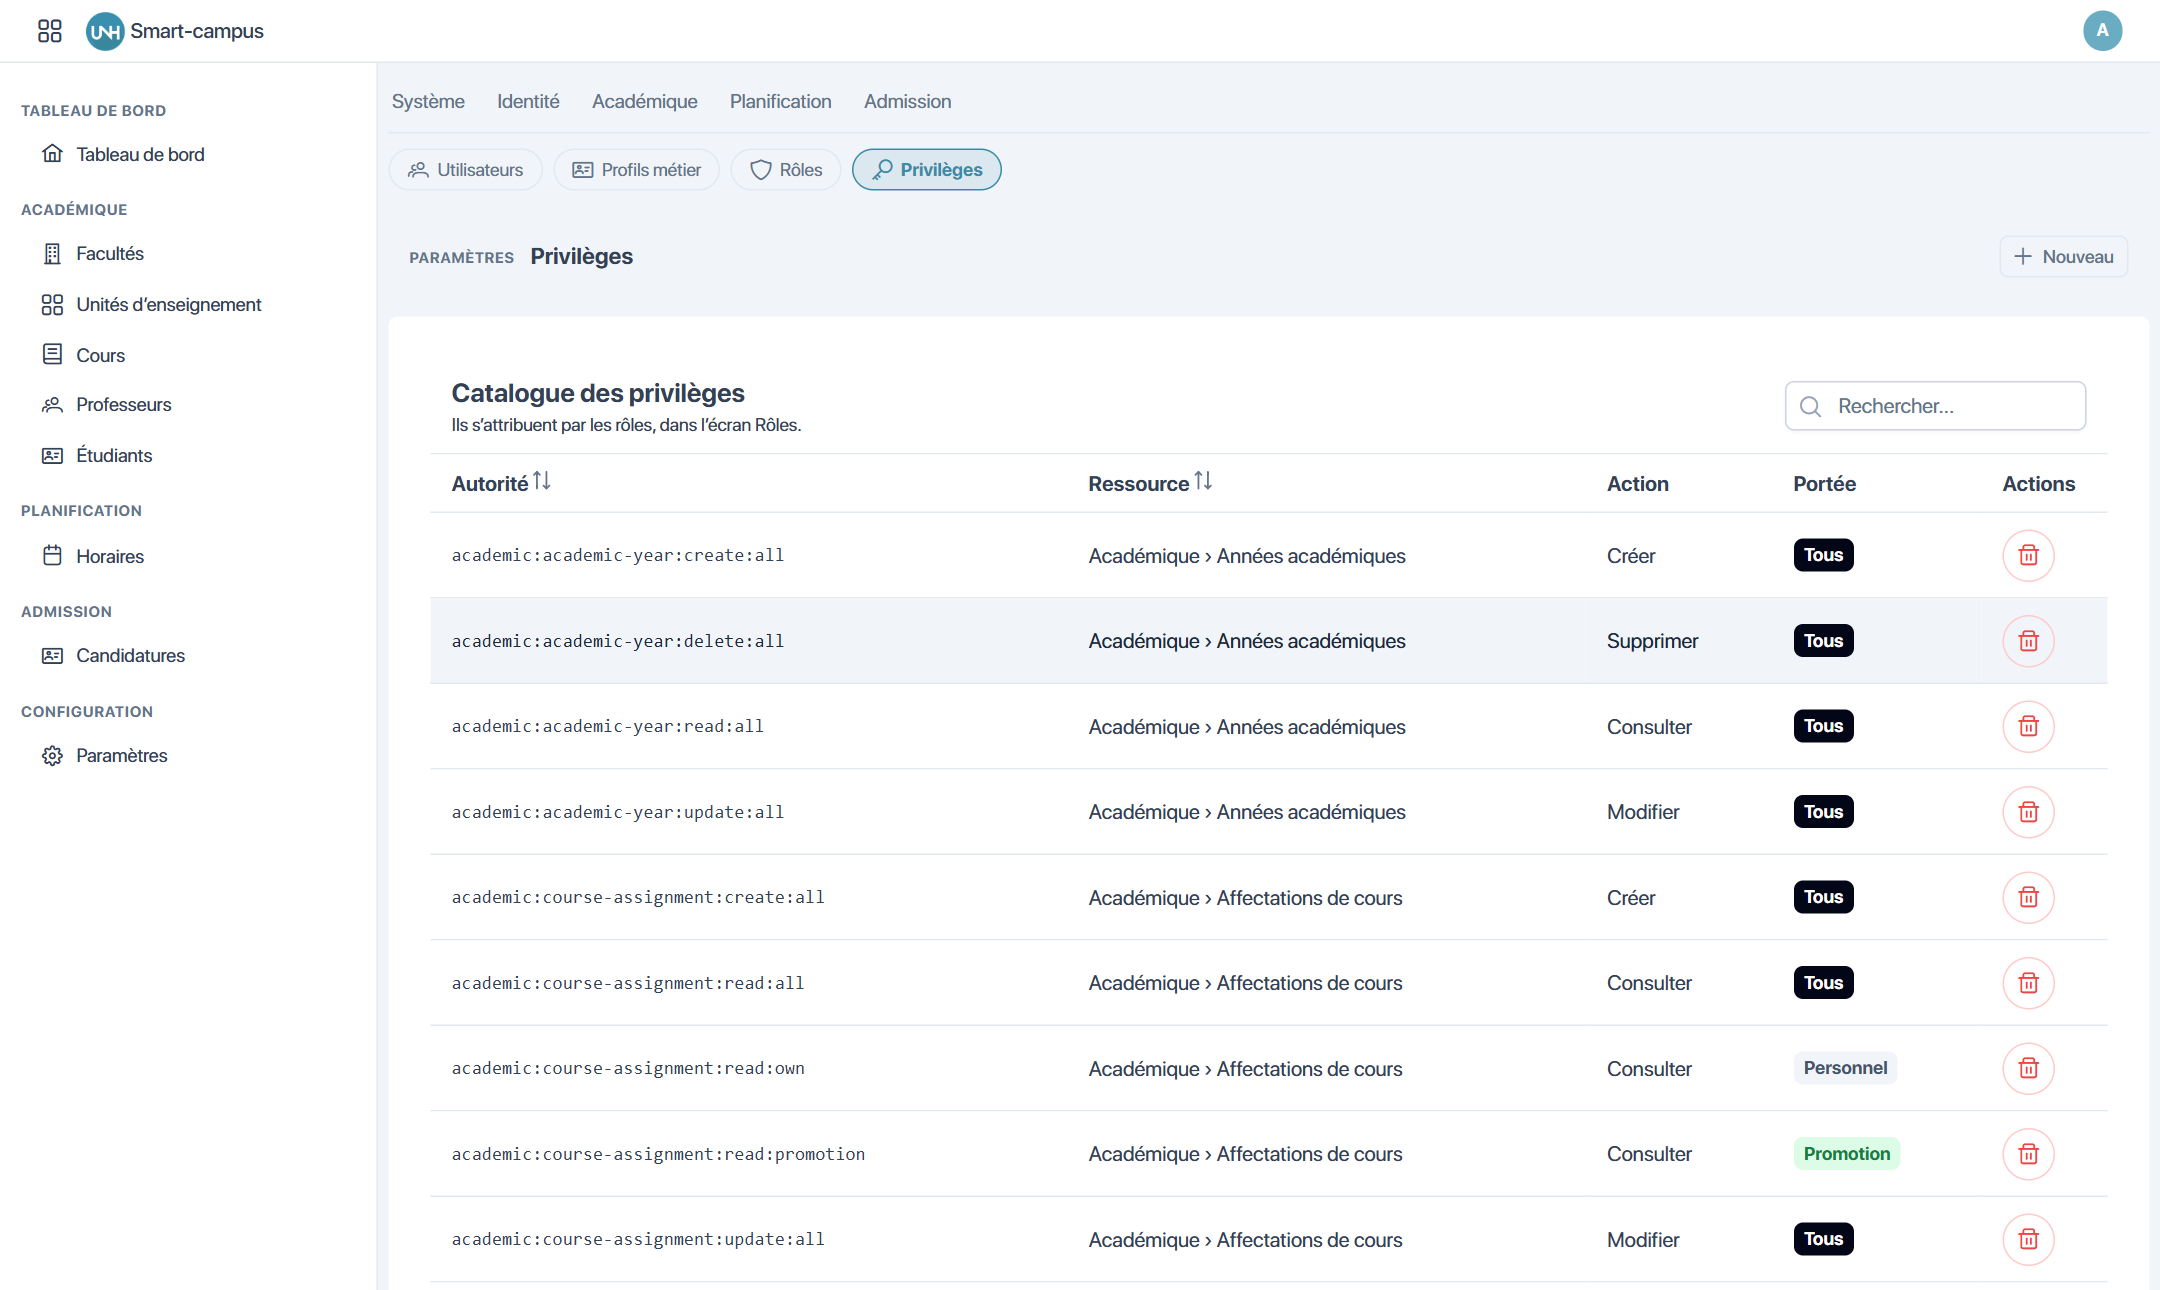 UNH Smart-campus
A
TABLEAU DE BORD
Tableau de bord
ACADÉMIQUE
Facultés
Unités d'enseignement
Cours
Professeurs
Étudiants
PLANIFICATION
Horaires
ADMISSION
Candidatures
CONFIGURATION
Paramètres
Système Identité Académique Planification Admission
Utilisateurs Profils métier Rôles Privilèges
PARAMÈTRES Privilèges
Nouveau
Catalogue des privilèges
Ils s'attribuent par les rôles, dans l'écran Rôles.
Rechercher...
Autorité Ressource Action Portée Actions
academic:academic-year:create:all Académique › Années académiques Créer Tous
academic:academic-year:delete:all Académique › Années académiques Supprimer Tous
academic:academic-year:read:all Académique › Années académiques Consulter Tous
academic:academic-year:update:all Académique › Années académiques Modifier Tous
academic:course-assignment:create:all Académique › Affectations de cours Créer Tous
academic:course-assignment:read:all Académique › Affectations de cours Consulter Tous
academic:course-assignment:read:own Académique › Affectations de cours Consulter Personnel
academic:course-assignment:read:promotion Académique › Affectations de cours Consulter Promotion
academic:course-assignment:update:all Académique › Affectations de cours Modifier Tous